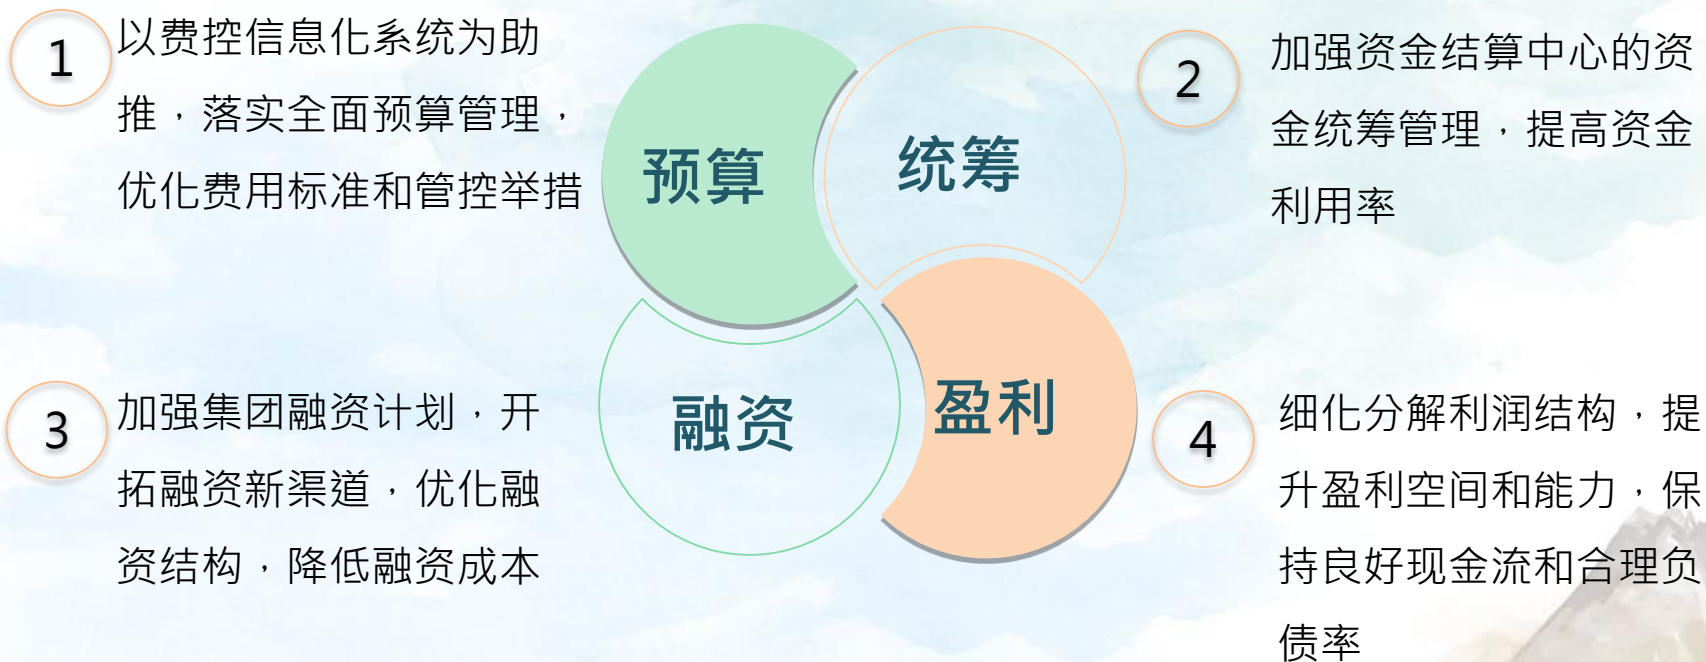 1
以费控信息化系统为助
推，落实全面预算管理，
优化费用标准和管控举措
预算
统筹
2
加强资金结算中心的资
金统筹管理，提高资金
利用率
3
加强集团融资计划，开
拓融资新渠道，优化融
资结构，降低融资成本
融资
盈利
4
细化分解利润结构，提
升盈利空间和能力，保
持良好现金流和合理负
债率